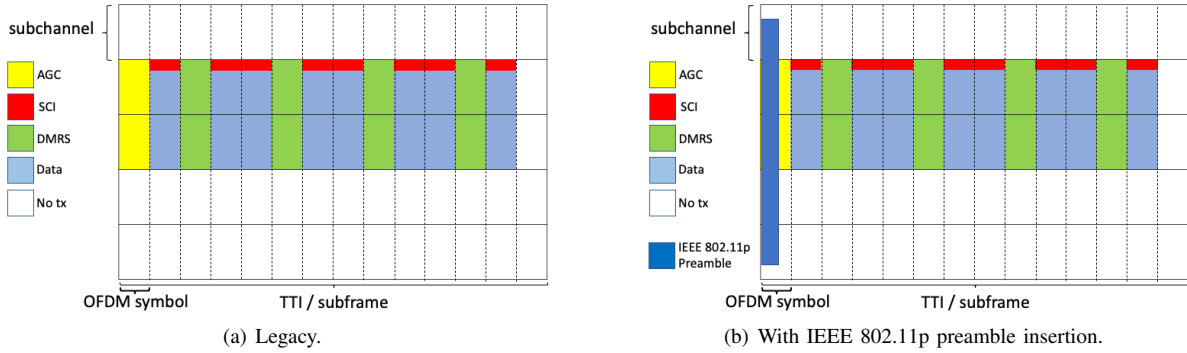 subchannel
AGC
SCI
DMRS
Data
No tx
OFDM symbol
TTI / subframe
(a) Legacy.
subchannel
AGC
SCI
DMRS
Data
No tx
IEEE 802.11p
Preamble
OFDM symbol
TTI / subframe
(b) With IEEE 802.11p preamble insertion.